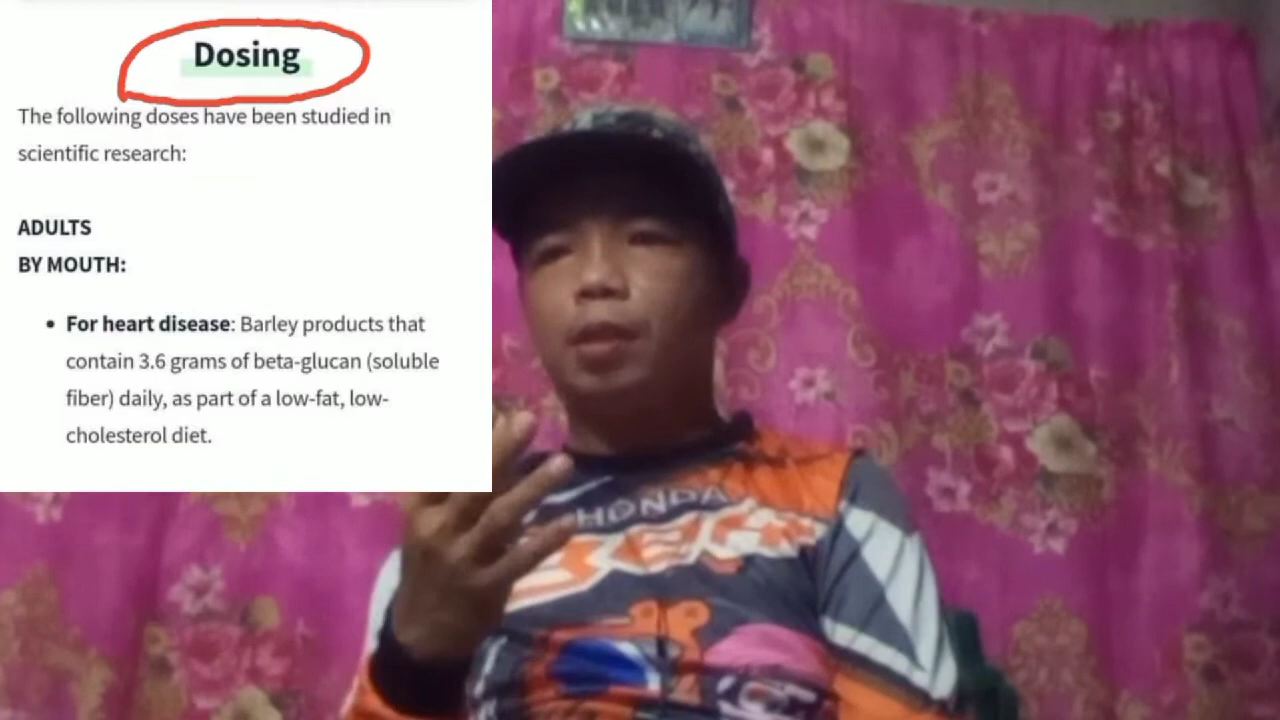 Dosing
The following doses have been studied in
scientific research:
ADULTS
BY MOUTH:
• For heart disease: Barley products that
contain 3.6 grams of beta-glucan (soluble
fiber) daily, as part of a low-fat, low-
cholesterol diet.
HONDA